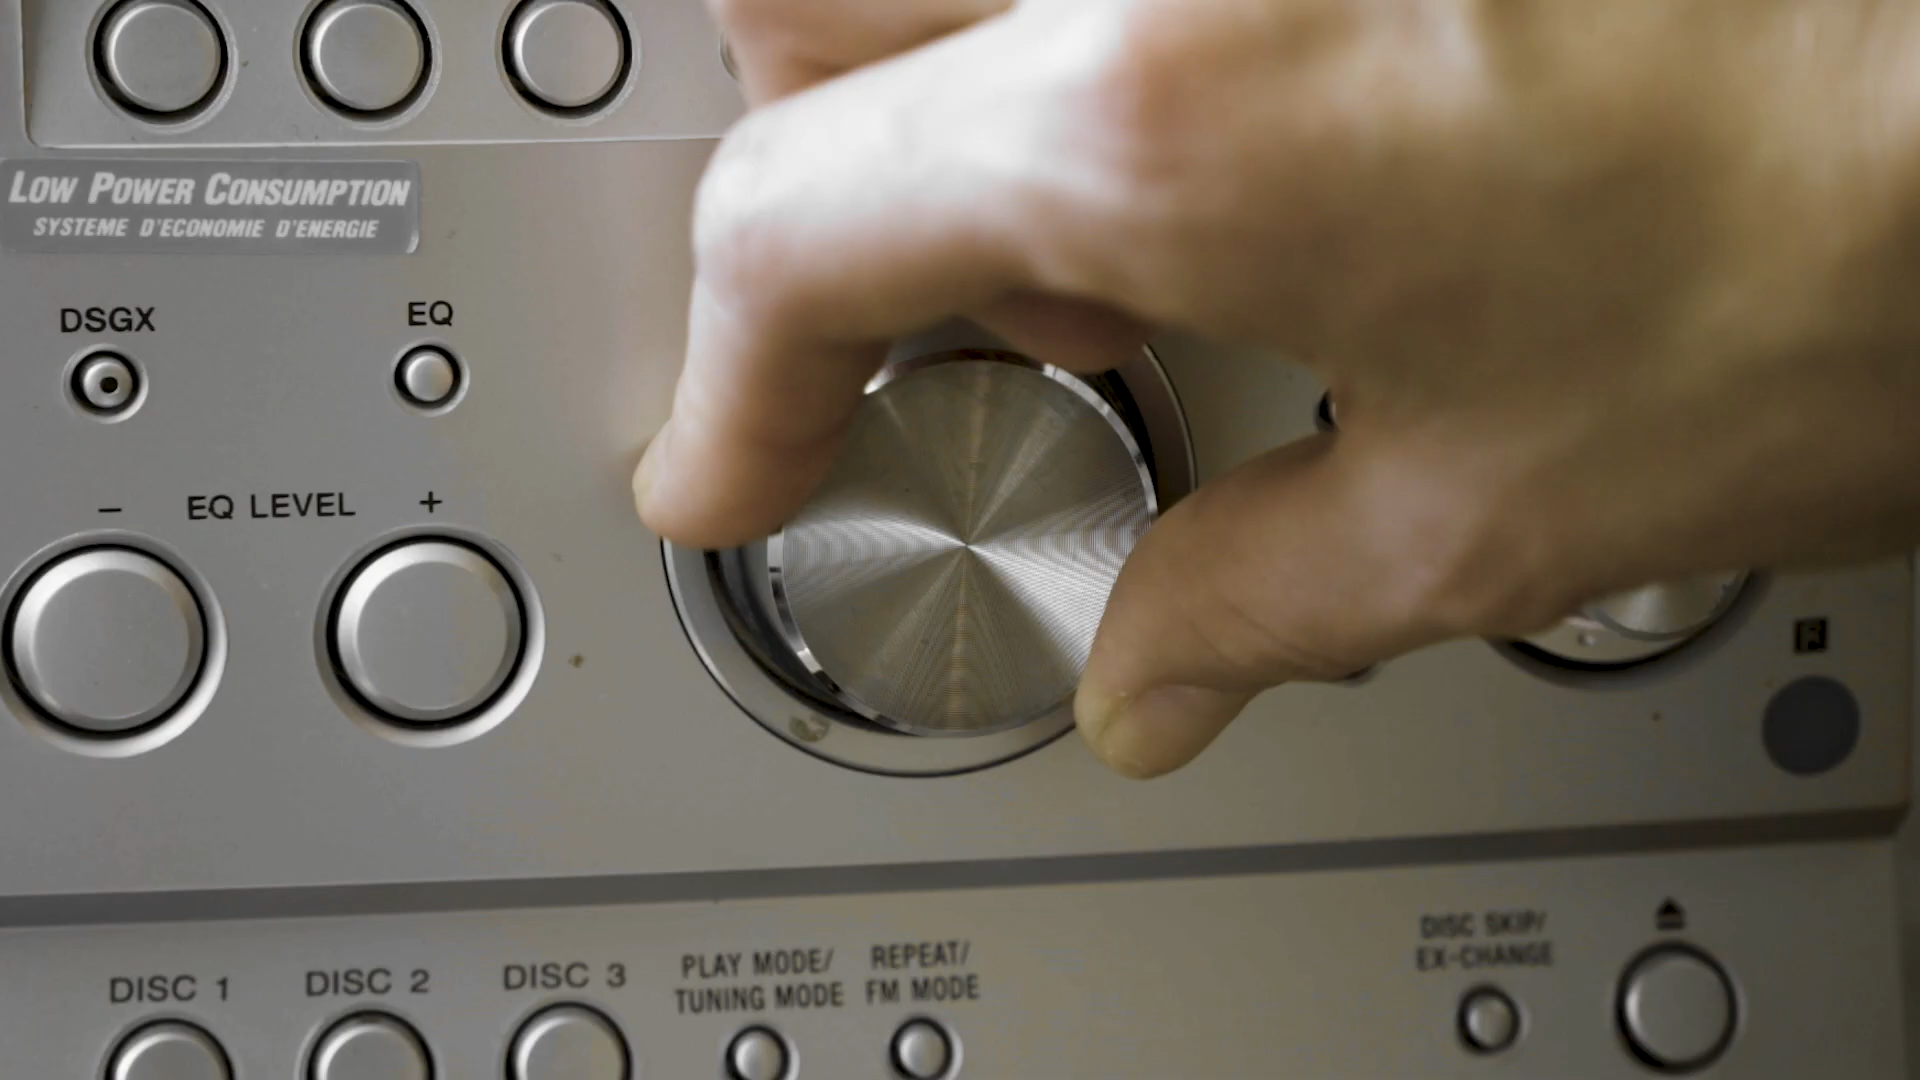 LOW POWER CONSUMPTION
SYSTEME D'ECONOMIE D'ENERGIE
DSGX
EQ
– EQ LEVEL +
DISC 1
DISC 2
DISC 3
PLAY MODE/
TUNING MODE
REPEAT/
FM MODE
DISC SKIP/
EX-CHANGE